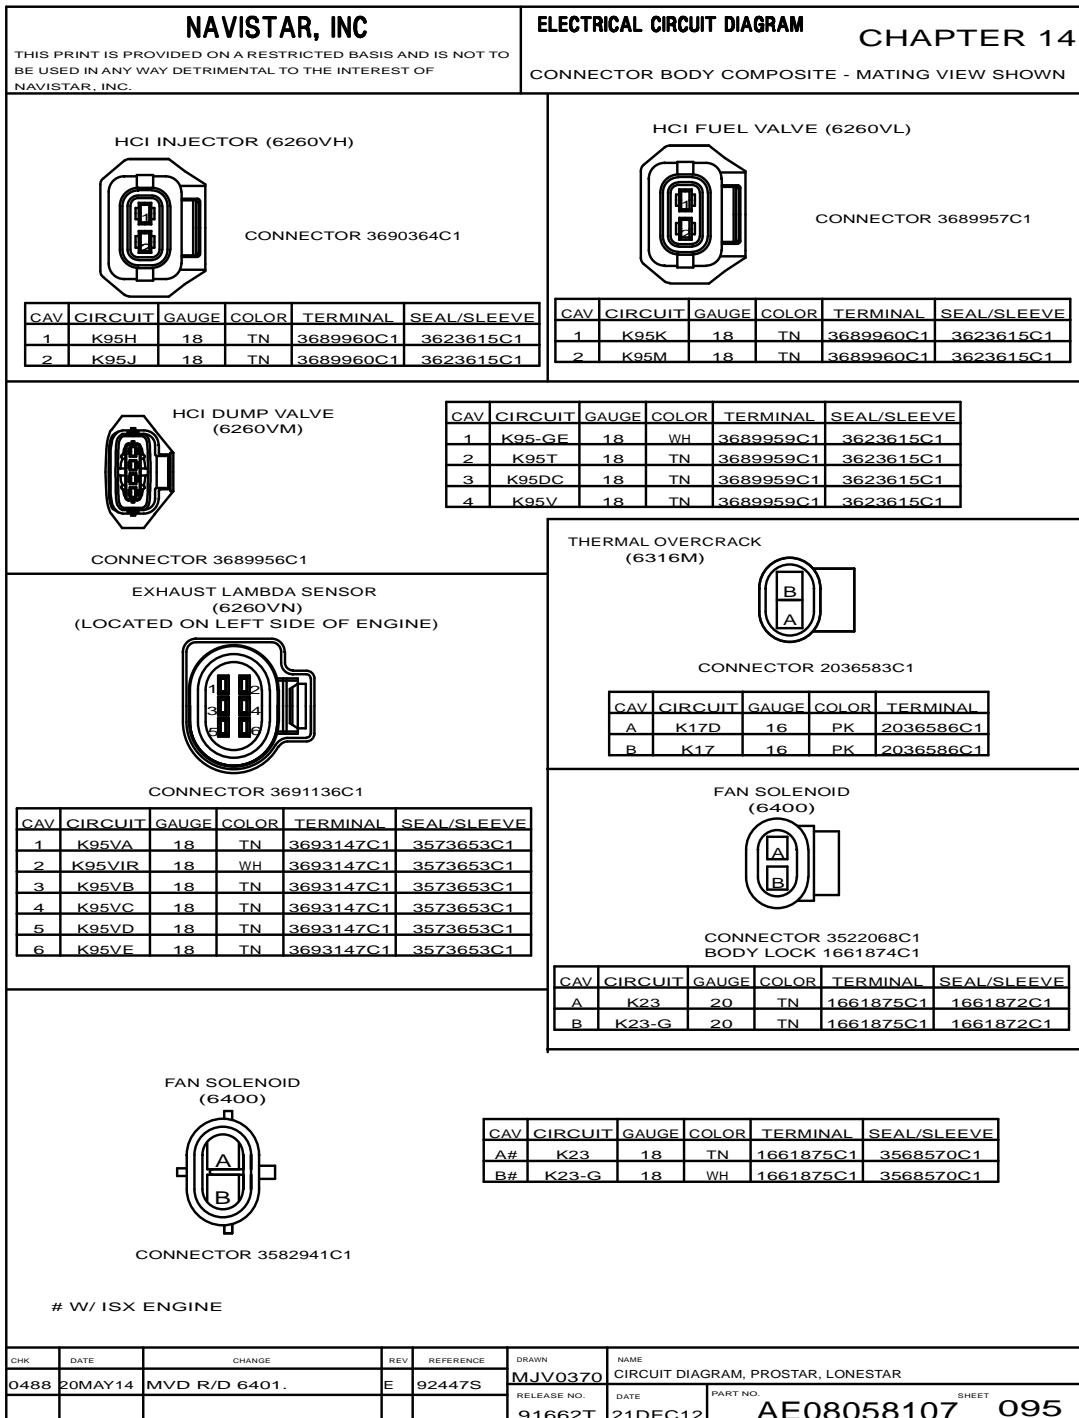 NAVISTAR, INC
THIS PRINT IS PROVIDED ON A RESTRICTED BASIS AND IS NOT TO
BE USED IN ANY WAY DETRIMENTAL TO THE INTEREST OF
NAVISTAR, INC.
ELECTRICAL CIRCUIT DIAGRAM
CHAPTER 14
CONNECTOR BODY COMPOSITE - MATING VIEW SHOWN
HCI INJECTOR (6260VH)
1
2
CONNECTOR 3690364C1
CAV CIRCUIT GAUGE COLOR TERMINAL SEAL/SLEEVE
1 K95H 18 TN 3689960C1 3623615C1
2 K95J 18 TN 3689960C1 3623615C1
HCI FUEL VALVE (6260VL)
1
2
CONNECTOR 3689957C1
CAV CIRCUIT GAUGE COLOR TERMINAL SEAL/SLEEVE
1 K95K 18 TN 3689960C1 3623615C1
2 K95M 18 TN 3689960C1 3623615C1
HCI DUMP VALVE
(6260VM)
CONNECTOR 3689956C1
CAV CIRCUIT GAUGE COLOR TERMINAL SEAL/SLEEVE
1 K95-GE 18 WH 3689959C1 3623615C1
2 K95T 18 TN 3689959C1 3623615C1
3 K95DC 18 TN 3689959C1 3623615C1
4 K95V 18 TN 3689959C1 3623615C1
THERMAL OVERCRACK
(6316M)
B
A
CONNECTOR 2036583C1
CAV CIRCUIT GAUGE COLOR TERMINAL
A K17D 16 PK 2036586C1
B K17 16 PK 2036586C1
EXHAUST LAMBDA SENSOR
(6260VN)
(LOCATED ON LEFT SIDE OF ENGINE)
1 2
3 4
5 6
CONNECTOR 3691136C1
CAV CIRCUIT GAUGE COLOR TERMINAL SEAL/SLEEVE
1 K95VA 18 TN 3693147C1 3573653C1
2 K95VIR 18 WH 3693147C1 3573653C1
3 K95VB 18 TN 3693147C1 3573653C1
4 K95VC 18 TN 3693147C1 3573653C1
5 K95VD 18 TN 3693147C1 3573653C1
6 K95VE 18 TN 3693147C1 3573653C1
FAN SOLENOID
(6400)
A
B
CONNECTOR 3522068C1
BODY LOCK 1661874C1
CAV CIRCUIT GAUGE COLOR TERMINAL SEAL/SLEEVE
A K23 20 TN 1661875C1 1661872C1
B K23-G 20 TN 1661875C1 1661872C1
FAN SOLENOID
(6400)
A
B
CONNECTOR 3582941C1
CAV CIRCUIT GAUGE COLOR TERMINAL SEAL/SLEEVE
A# K23 18 TN 1661875C1 3568570C1
B# K23-G 18 WH 1661875C1 3568570C1
# W/ ISX ENGINE
CHK DATE CHANGE REV REFERENCE
0488 20MAY14 MVD R/D 6401. E 92447S
DRAWN NAME
MJV0370 CIRCUIT DIAGRAM, PROSTAR, LONESTAR
RELEASE NO. DATE PART NO. SHEET
91662T 21DEC12 AE08058107 095